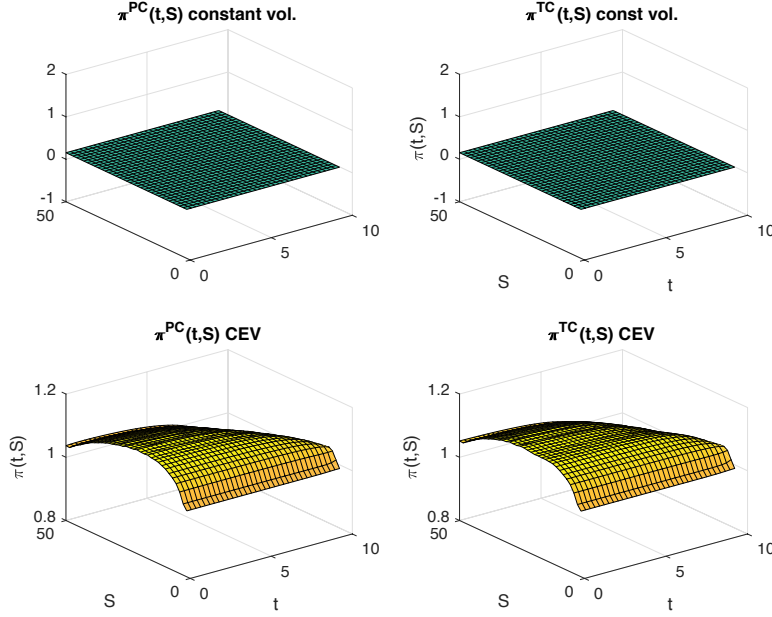 π^PC(t,S) constant vol.
2
1
0
-1
50
0
0
5
10
π^TC(t,S) const vol.
π(t,S)
2
1
0
-1
50
S
0
0
t
5
10
π^PC(t,S) CEV
π(t,S)
1.2
1
0.8
50
S
0
0
t
5
10
π^TC(t,S) CEV
π(t,S)
1.2
1
0.8
50
S
0
0
t
5
10